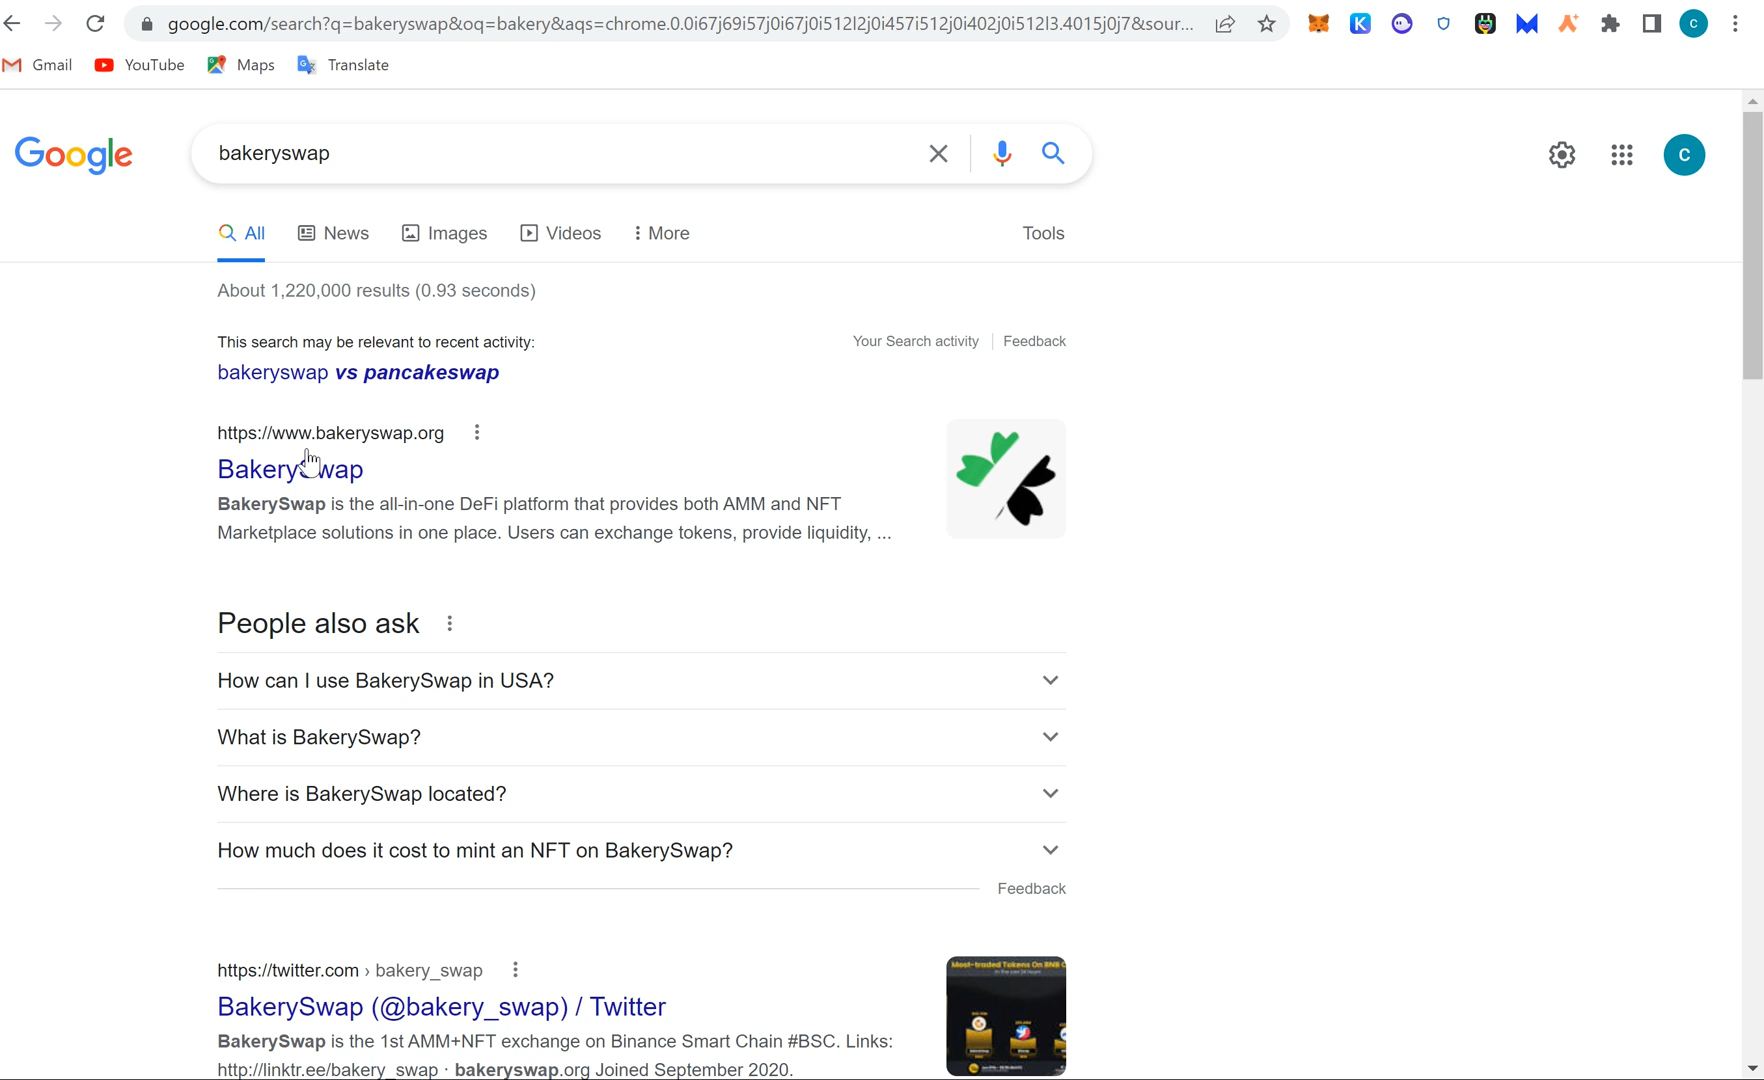 google.com/search?q=bakeryswap&oq=bakery&aqs=chrome.0.0i67j69i57j0i67j0i512l2j0i457i512j0i402j0i512l3.4015j0j7&sour...
K
C
Gmail YouTube Maps Translate
Google
bakeryswap
C
All News Images Videos More Tools
About 1,220,000 results (0.93 seconds)
This search may be relevant to recent activity: Your Search activity Feedback
bakeryswap vs pancakeswap
https://www.bakeryswap.org
BakerySwap
BakerySwap is the all-in-one DeFi platform that provides both AMM and NFT
Marketplace solutions in one place. Users can exchange tokens, provide liquidity, ...
People also ask
How can I use BakerySwap in USA?
What is BakerySwap?
Where is BakerySwap located?
How much does it cost to mint an NFT on BakerySwap?
Feedback
https://twitter.com › bakery_swap
Most-traded Tokens On BNB C
BakerySwap (@bakery_swap) / Twitter
BakerySwap is the 1st AMM+NFT exchange on Binance Smart Chain #BSC. Links:
http://linktr.ee/bakery_swap · bakeryswap.org Joined September 2020.